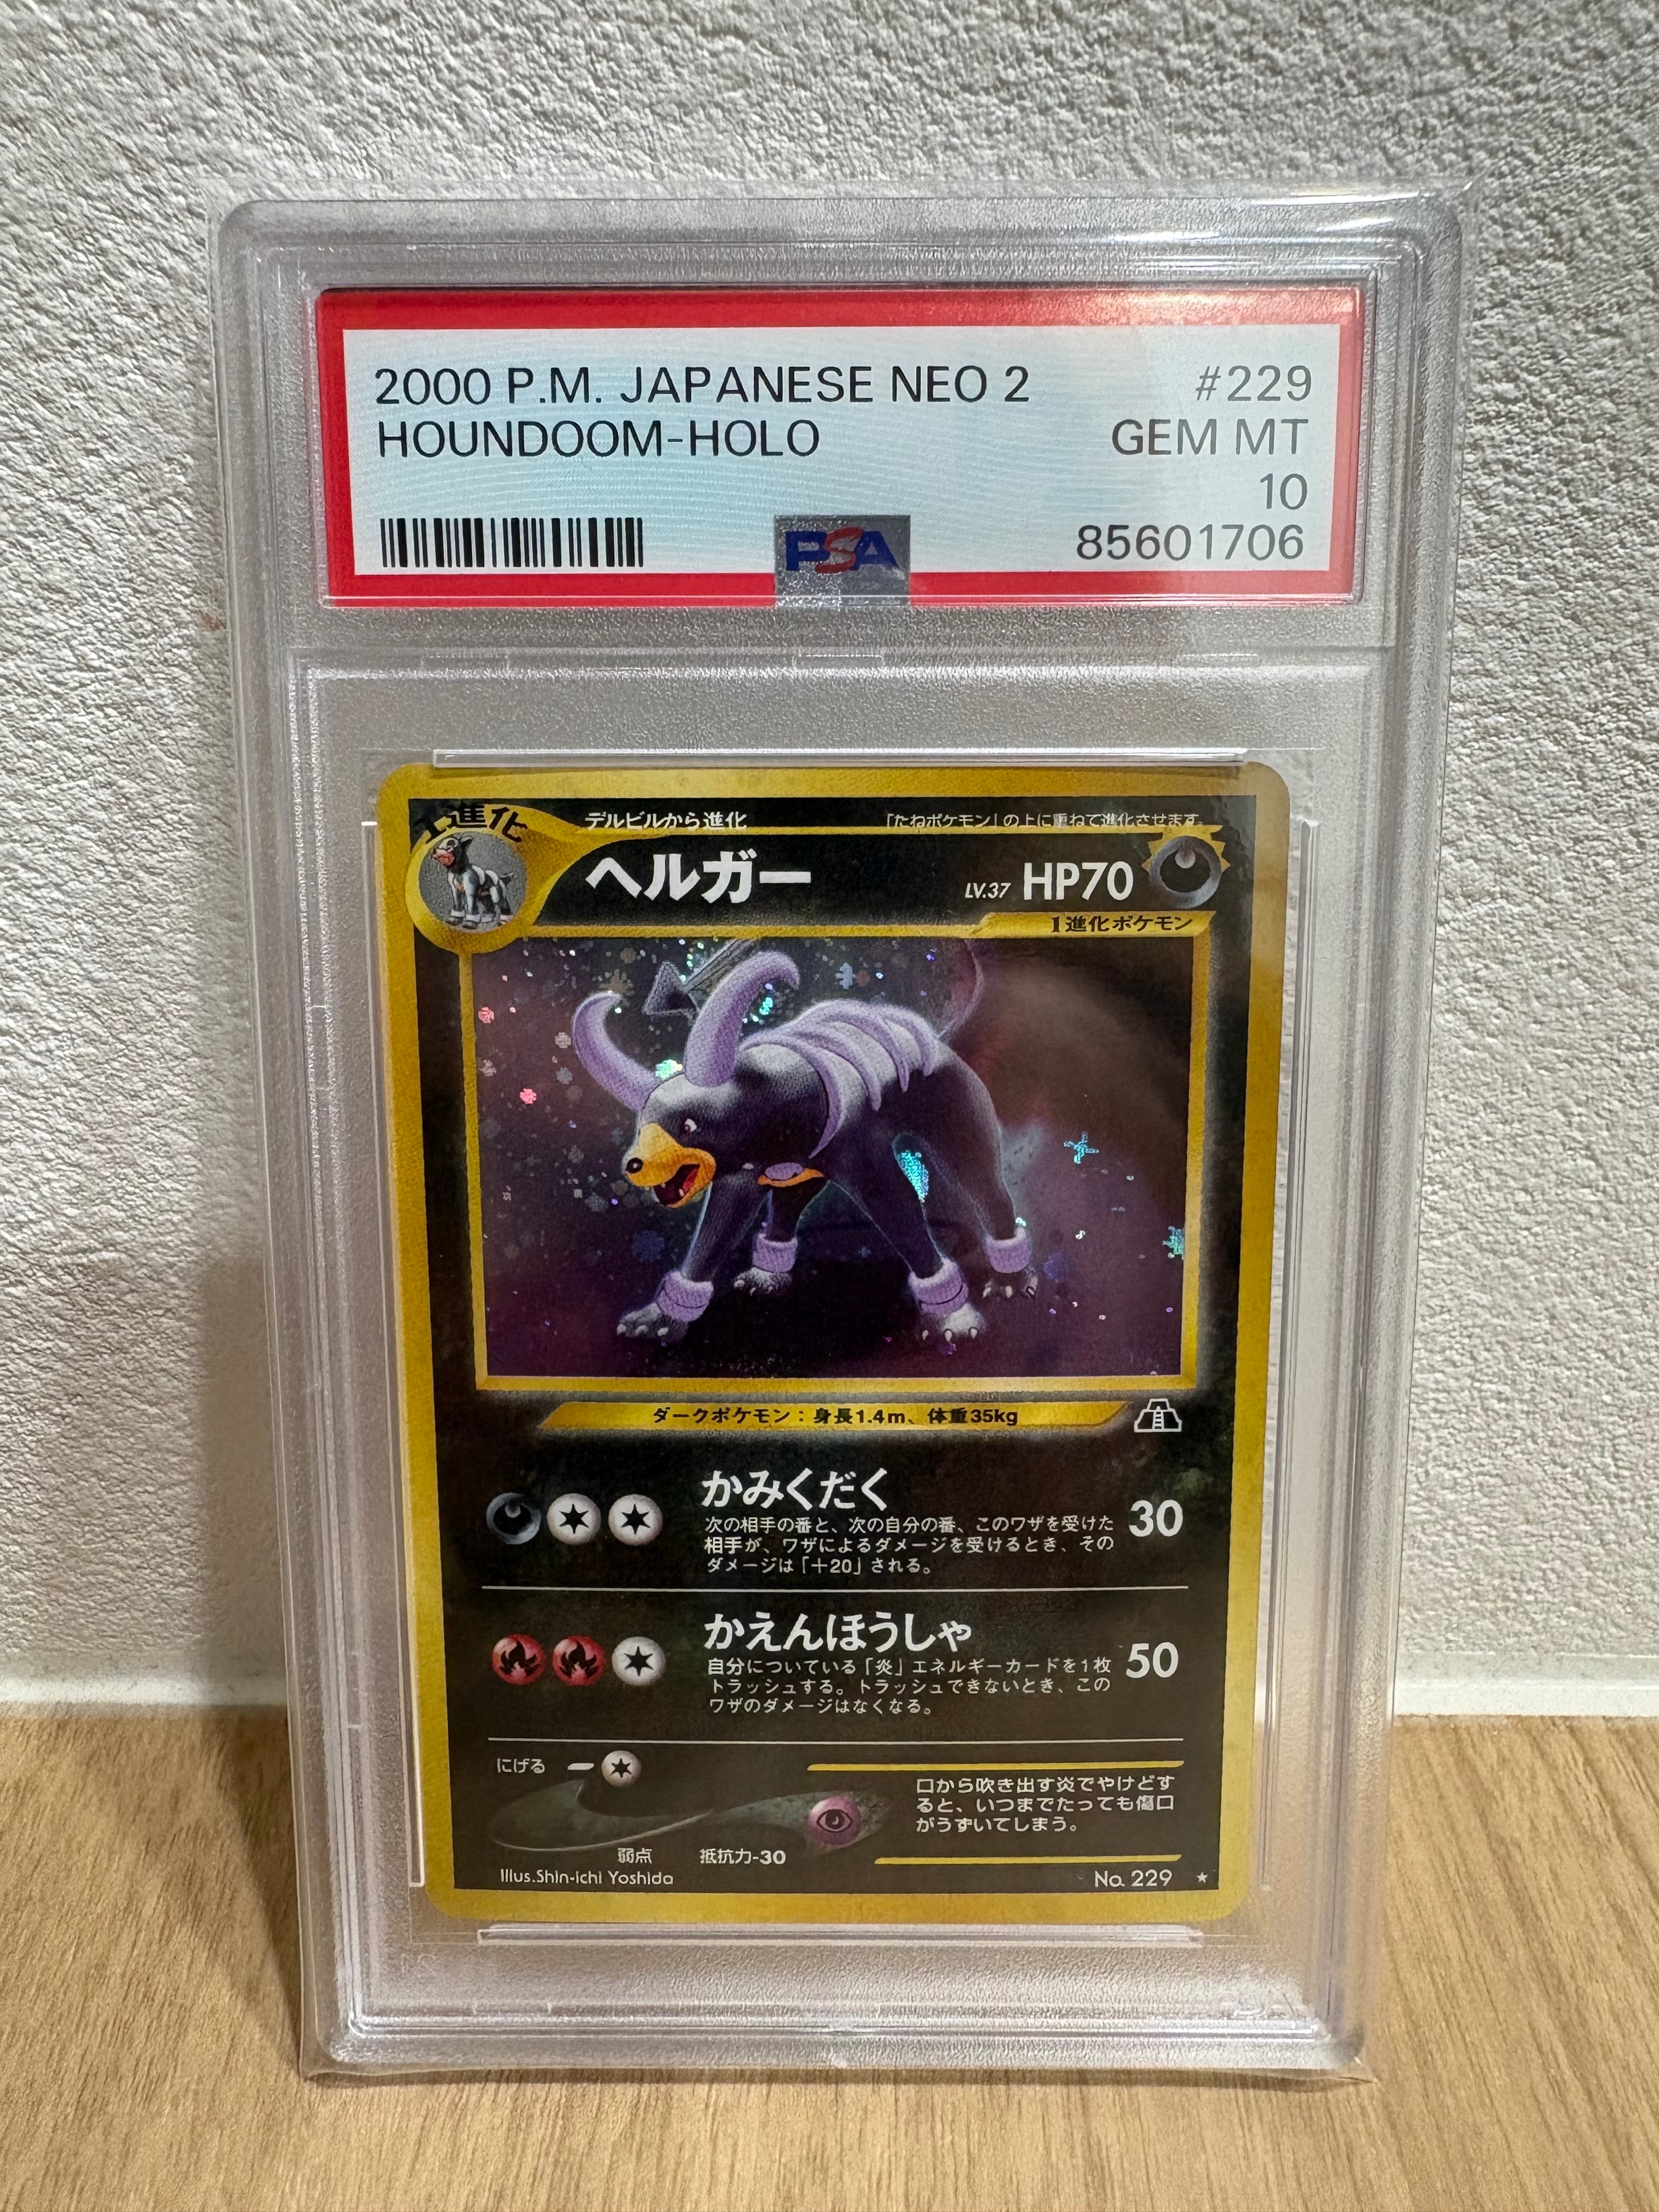 2000 P.M. JAPANESE NEO 2 #229
HOUNDOOM-HOLO GEM MT
10
PSA 85601706
1進化 デルビルから進化 「たねポケモン」の上に重ねて進化させます。
ヘルガー LV.37 HP70
1進化ポケモン
ダークポケモン：身長1.4m、体重35kg
かみくだく 30
次の相手の番と、次の自分の番、このワザを受けた
相手が、ワザによるダメージを受けるとき、その
ダメージは「＋20」される。
かえんほうしゃ 50
自分についている「炎」エネルギーカードを1枚
トラッシュする。トラッシュできないとき、この
ワザのダメージはなくなる。
にげる
口から吹き出す炎でやけどす
ると、いつまでたっても傷口
がうずいてしまう。
弱点 抵抗力-30
Illus.Shin-ichi Yoshida No. 229 ★